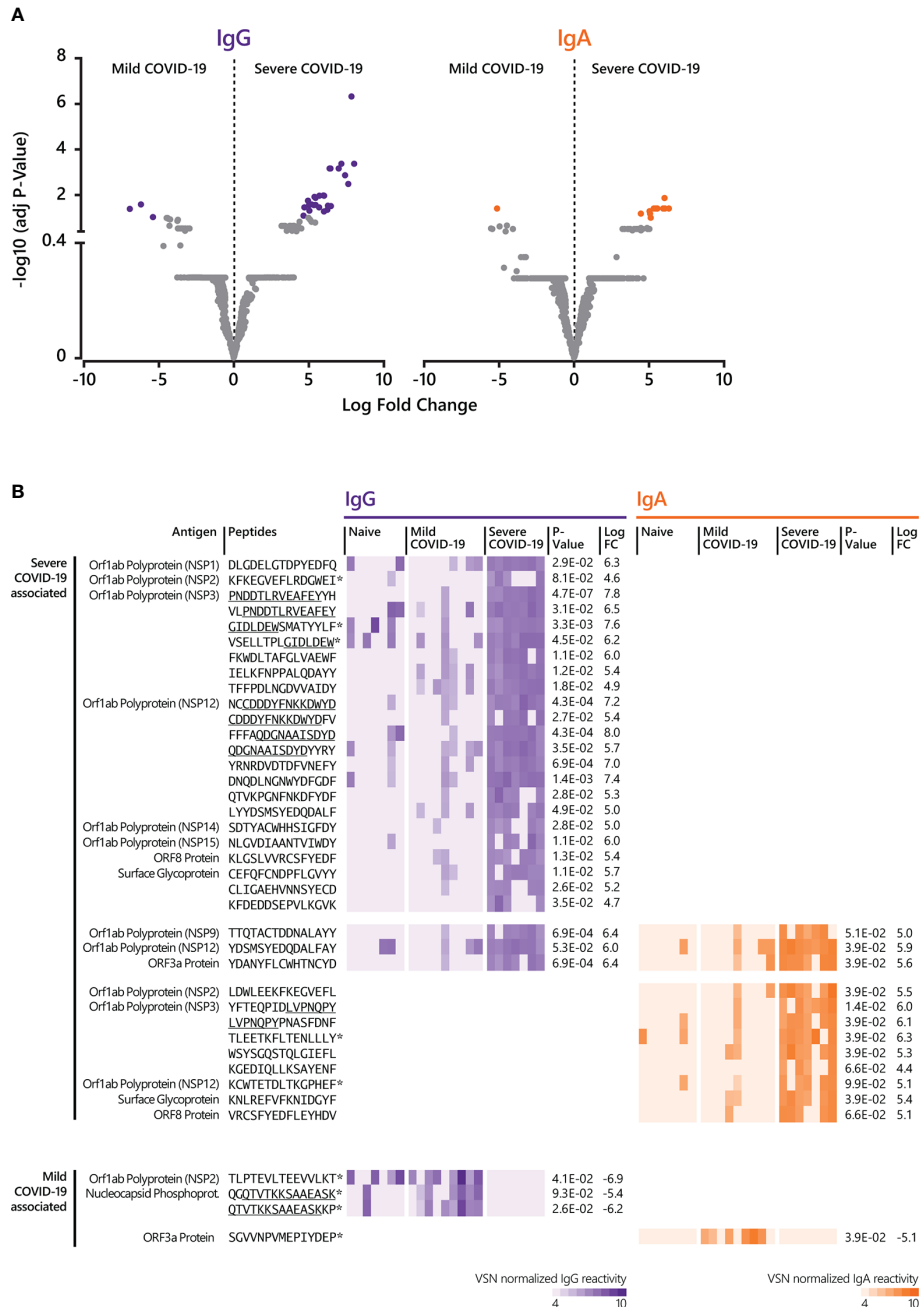 A
IgG
IgA
Mild COVID-19 Severe COVID-19
Mild COVID-19 Severe COVID-19
-log10 (adj P-Value)
8
6
4
2
0.4
0
-10 -5 0 5 10
-10 -5 0 5 10
Log Fold Change
B
IgG
IgA
Antigen Peptides Naive Mild COVID-19 Severe COVID-19 P-Value Log FC Naive Mild COVID-19 Severe COVID-19 P-Value Log FC
Severe COVID-19 associated
Orf1ab Polyprotein (NSP1) DLGDELGTDPYEDFQ 2.9E-02 6.3
Orf1ab Polyprotein (NSP2) KFKEGVEFLRDGWEI* 8.1E-02 4.6
Orf1ab Polyprotein (NSP3) PNDDTLRVEAFEYYH 4.7E-07 7.8
VLPNDDTLRVEAFEY 3.1E-02 6.5
GIDLDEWSMATYYLF* 3.3E-03 7.6
VSELLTPLGIDLDEW* 4.5E-02 6.2
FKWDLTAFGLVAEWF 1.1E-02 6.0
IELKFNPPALQDAYY 1.2E-02 5.4
TFFPDLNGDVVAIDY 1.8E-02 4.9
Orf1ab Polyprotein (NSP12) NCCDDDYFNKKDWYD 4.3E-04 7.2
CDDDYFNKKDWYDFV 2.7E-02 5.4
FFFAQDGNAAISDYD 4.3E-04 8.0
QDGNAAISDYDYYRY 3.5E-02 5.7
YRNRDVDTDFVNEFY 6.9E-04 7.0
DNQDLNGNWYDFGDF 1.4E-03 7.4
QTVKPGNFNKDFYDF 2.8E-02 5.3
LYYDSMSYEDQDALF 4.9E-02 5.0
Orf1ab Polyprotein (NSP14) SDTYACWHHSIGFDY 2.8E-02 5.0
Orf1ab Polyprotein (NSP15) NLGVDIAANTVIWDY 1.1E-02 6.0
ORF8 Protein KLGSLVVRCSFYEDF 1.3E-02 5.4
Surface Glycoprotein CEFQFCNDPFLGVYY 1.1E-02 5.7
CLIGAEHVNNSYECD 2.6E-02 5.2
KFDEDDSEPVLKGVK 3.5E-02 4.7
Orf1ab Polyprotein (NSP9) TTQTACTDDNALAYY 6.9E-04 6.4 5.1E-02 5.0
Orf1ab Polyprotein (NSP12) YDSMSYEDQDALFAY 5.3E-02 6.0 3.9E-02 5.9
ORF3a Protein YDANYFLCWHTNCYD 6.9E-04 6.4 3.9E-02 5.6
Orf1ab Polyprotein (NSP2) LDWLEEKFKEGVEFL 3.9E-02 5.5
Orf1ab Polyprotein (NSP3) YFTEQPIDLVPNQPY 1.4E-02 6.0
LVPNQPYPNASFDNF 3.9E-02 6.1
TLEETKFLTENLLLY* 3.9E-02 6.3
WSYSGQSTQLGIEFL 3.9E-02 5.3
KGEDIQLLKSAYENF 6.6E-02 4.4
Orf1ab Polyprotein (NSP12) KCWTETDLTKGPHEF* 9.9E-02 5.1
Surface Glycoprotein KNLREFVFKNIDGYF 3.9E-02 5.4
ORF8 Protein VRCSFYEDFLEYHDV 6.6E-02 5.1
Mild COVID-19 associated
Orf1ab Polyprotein (NSP2) TLPTEVLTEEVVLKT* 4.1E-02 -6.9
Nucleocapsid Phosphoprot. QGQTVTKKSAAEASK* 9.3E-02 -5.4
QTVTKKSAAEASKKP* 2.6E-02 -6.2
ORF3a Protein SGVVNPVMEPIYDEP* 3.9E-02 -5.1
VSN normalized IgG reactivity
4 10
VSN normalized IgA reactivity
4 10